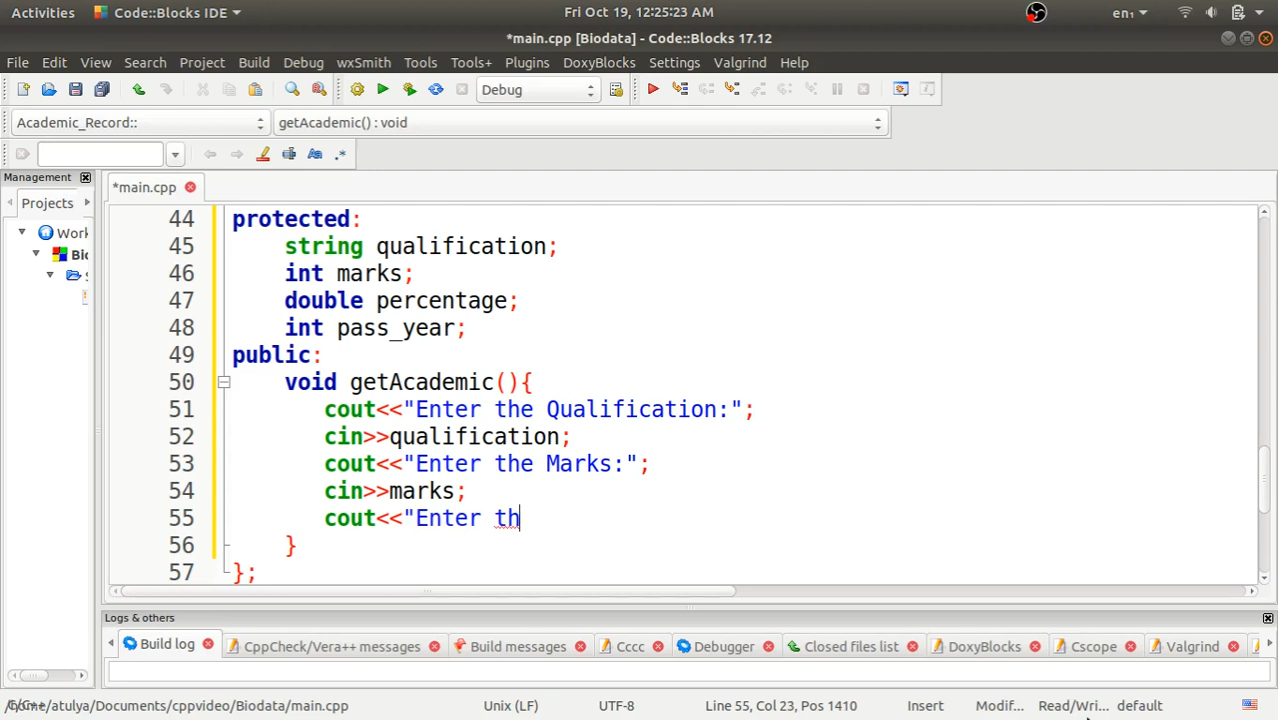 Activities Code::Blocks IDE Fri Oct 19, 12:25:23 AM en1
*main.cpp [Biodata] - Code::Blocks 17.12
File Edit View Search Project Build Debug wxSmith Tools Tools+ Plugins DoxyBlocks Settings Valgrind Help
Debug
Academic_Record:: getAcademic() : void
Aa .*
Management *main.cpp
Projects
Work
Bio
44 protected:
45 string qualification;
46 int marks;
47 double percentage;
48 int pass_year;
49 public:
50 void getAcademic(){
51 cout<<"Enter the Qualification:";
52 cin>>qualification;
53 cout<<"Enter the Marks:";
54 cin>>marks;
55 cout<<"Enter th
56 }
57 };
Logs & others
Build log CppCheck/Vera++ messages Build messages Cccc Debugger Closed files list DoxyBlocks Cscope Valgrind
/home/atulya/Documents/cppvideo/Biodata/main.cpp Unix (LF) UTF-8 Line 55, Col 23, Pos 1410 Insert Modif... Read/Wri... default